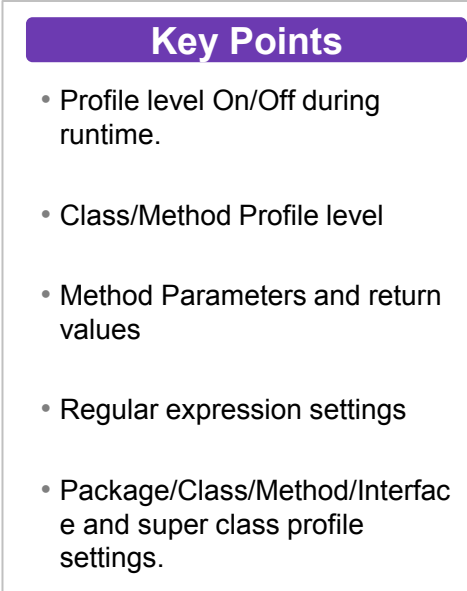 Key Points
• Profile level On/Off during
runtime.
• Class/Method Profile level
• Method Parameters and return
values
• Regular expression settings
• Package/Class/Method/Interfac
e and super class profile
settings.